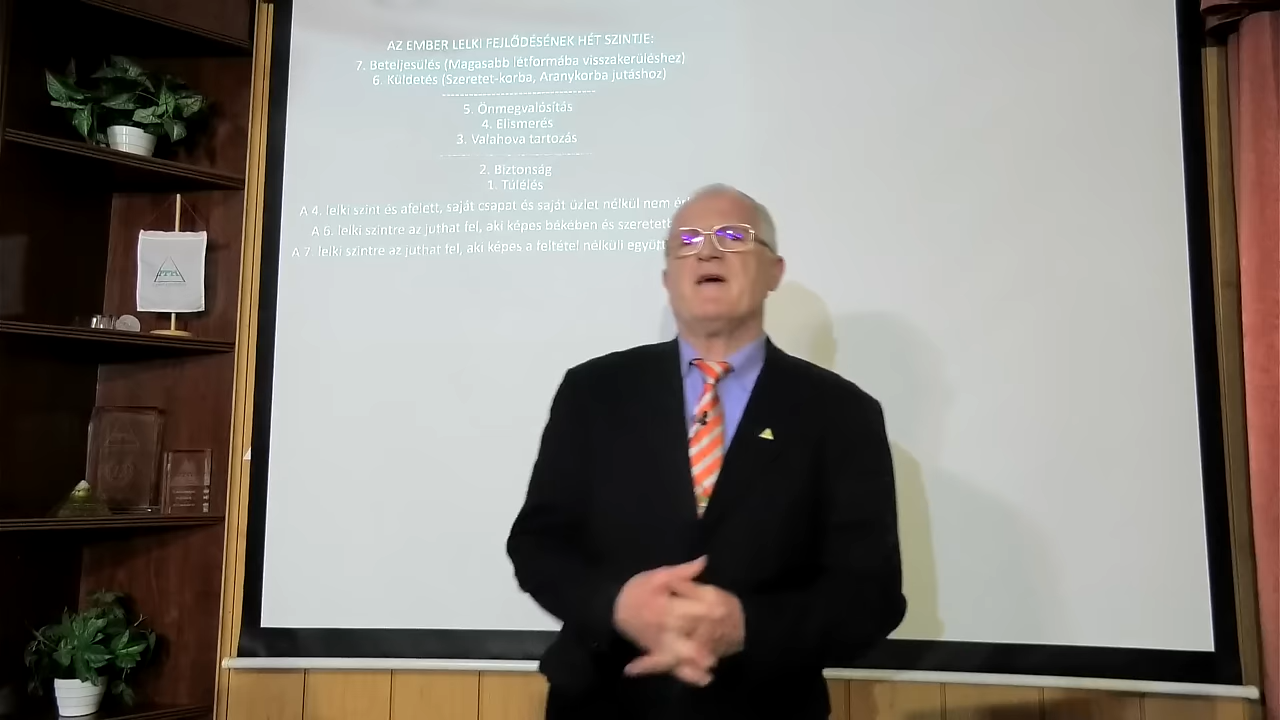 AZ EMBER LELKI FEJLŐDÉSÉNEK HÉT SZINTJE:
7. Beteljesülés (Magasabb létformába visszakerüléshez)
6. Küldetés (Szeretet-korba, Aranykorba jutáshoz)
5. Önmegvalósítás
4. Elismerés
3. Valahova tartozás
2. Biztonság
1. Túlélés
A 4. lelki szint és afelett, saját csapat és saját üzlet nélkül nem
A 6. lelki szintre az juthat fel, aki képes békében és
A 7. lelki szintre az juthat fel, aki képes a feltétel nélküli